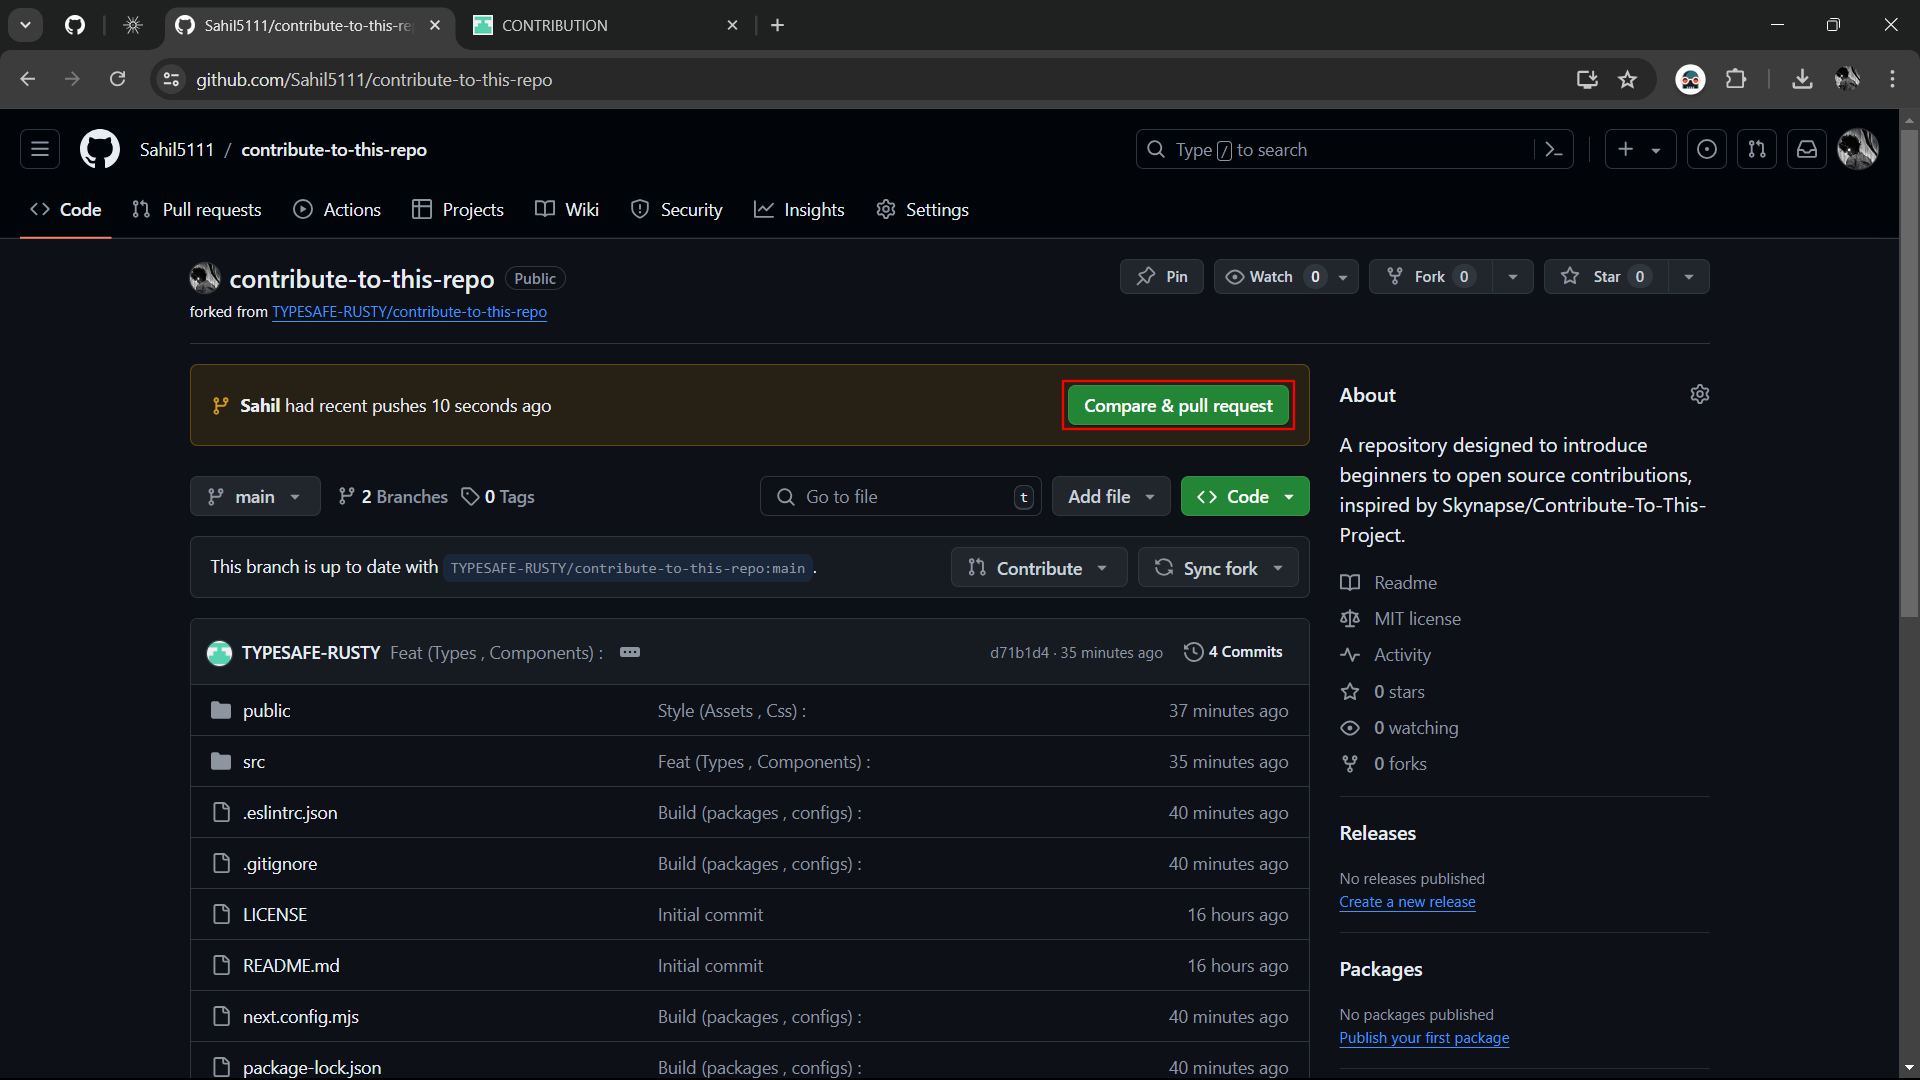 Sahil5111/contribute-to-this-re
CONTRIBUTION
github.com/Sahil5111/contribute-to-this-repo
Sahil5111 / contribute-to-this-repo
Type / to search
Code
Pull requests
Actions
Projects
Wiki
Security
Insights
Settings
contribute-to-this-repo Public
Pin
Watch 0
Fork 0
Star 0
forked from TYPESAFE-RUSTY/contribute-to-this-repo
Sahil had recent pushes 10 seconds ago
Compare & pull request
main
2 Branches
0 Tags
Go to file t
Add file
Code
This branch is up to date with TYPESAFE-RUSTY/contribute-to-this-repo:main .
Contribute
Sync fork
TYPESAFE-RUSTY Feat (Types , Components) :
d71b1d4 · 35 minutes ago
4 Commits
public Style (Assets , Css) : 37 minutes ago
src Feat (Types , Components) : 35 minutes ago
.eslintrc.json Build (packages , configs) : 40 minutes ago
.gitignore Build (packages , configs) : 40 minutes ago
LICENSE Initial commit 16 hours ago
README.md Initial commit 16 hours ago
next.config.mjs Build (packages , configs) : 40 minutes ago
package-lock.json Build (packages , configs) : 40 minutes ago
About
A repository designed to introduce
beginners to open source contributions,
inspired by Skynapse/Contribute-To-This-
Project.
Readme
MIT license
Activity
0 stars
0 watching
0 forks
Releases
No releases published
Create a new release
Packages
No packages published
Publish your first package